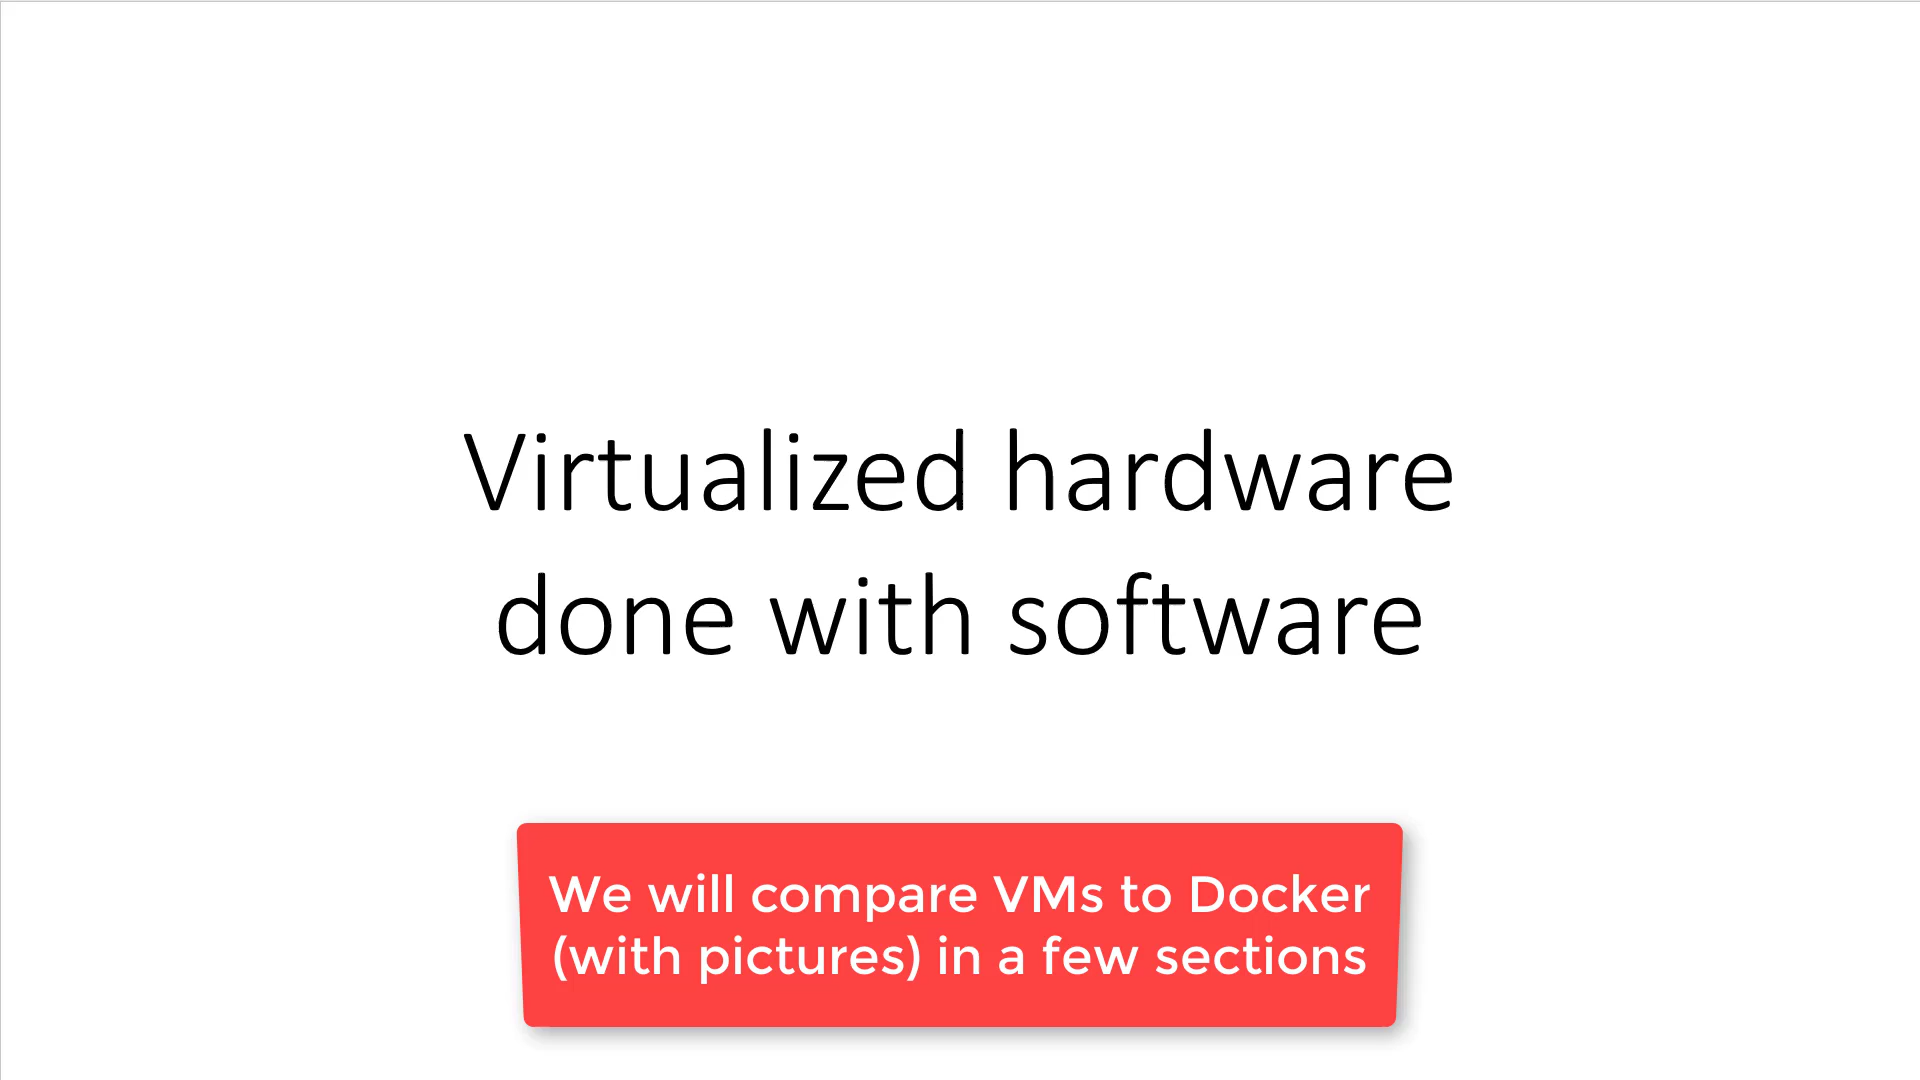 Virtualized hardware
done with software
We will compare VMs to Docker
(with pictures) in a few sections